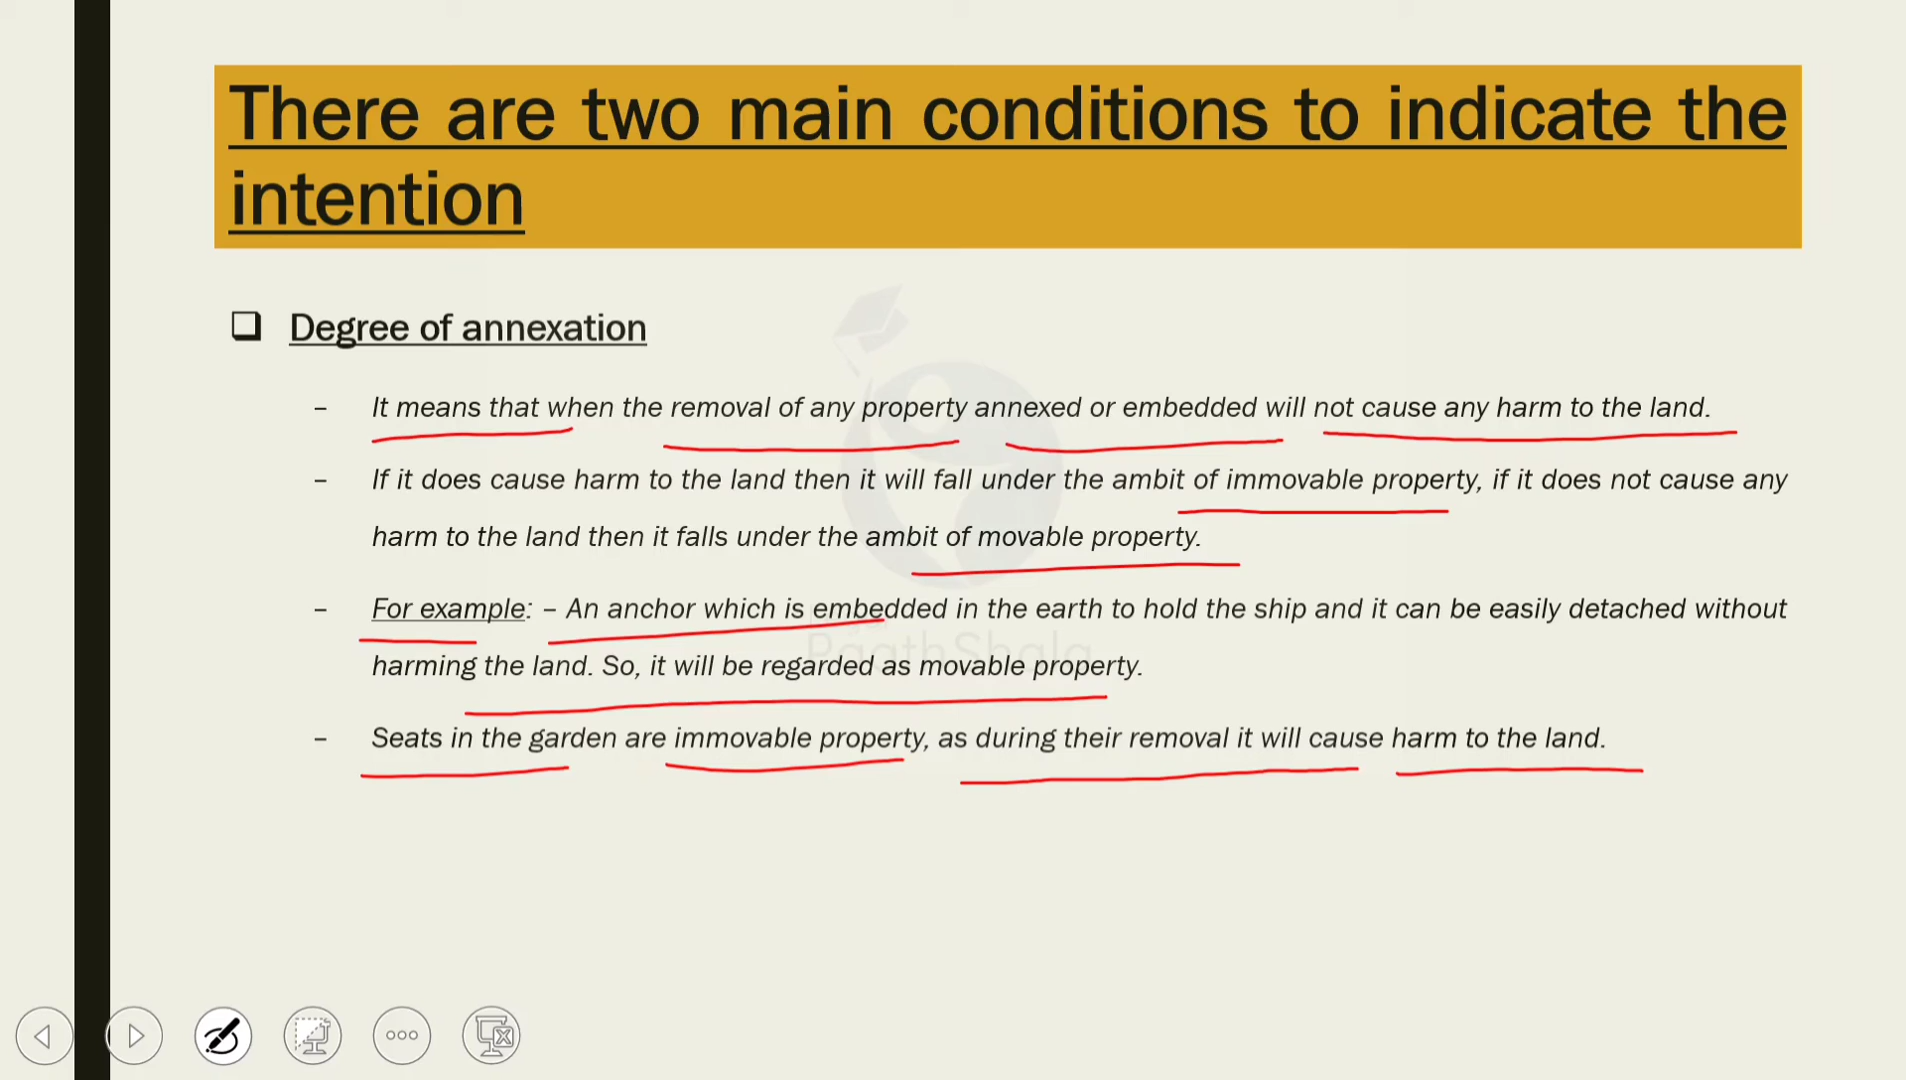 There are two main conditions to indicate the
intention
Degree of annexation
– It means that when the removal of any property annexed or embedded will not cause any harm to the land.
– If it does cause harm to the land then it will fall under the ambit of immovable property, if it does not cause any
harm to the land then it falls under the ambit of movable property.
– For example: – An anchor which is embedded in the earth to hold the ship and it can be easily detached without
harming the land. So, it will be regarded as movable property.
– Seats in the garden are immovable property, as during their removal it will cause harm to the land.
PaathShala